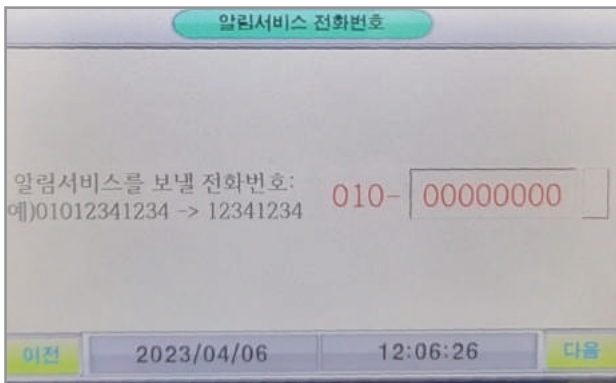 알림서비스 전화번호
알림서비스를 보낼 전화번호:
예)01012341234 -> 12341234
010- 00000000
이전 2023/04/06 12:06:26 다음